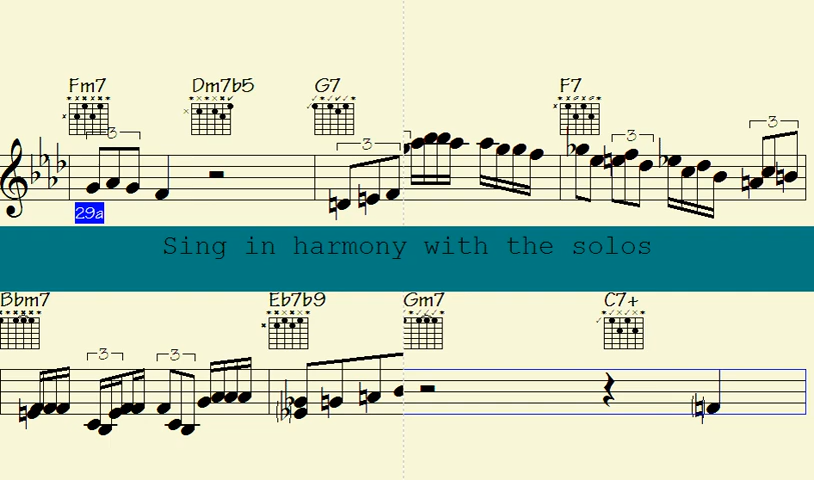 Fm7 Dm7b5 G7 F7
3 3 3 3
29a
Sing in harmony with the solos
Bbm7 Eb7b9 Gm7 C7+
3 3